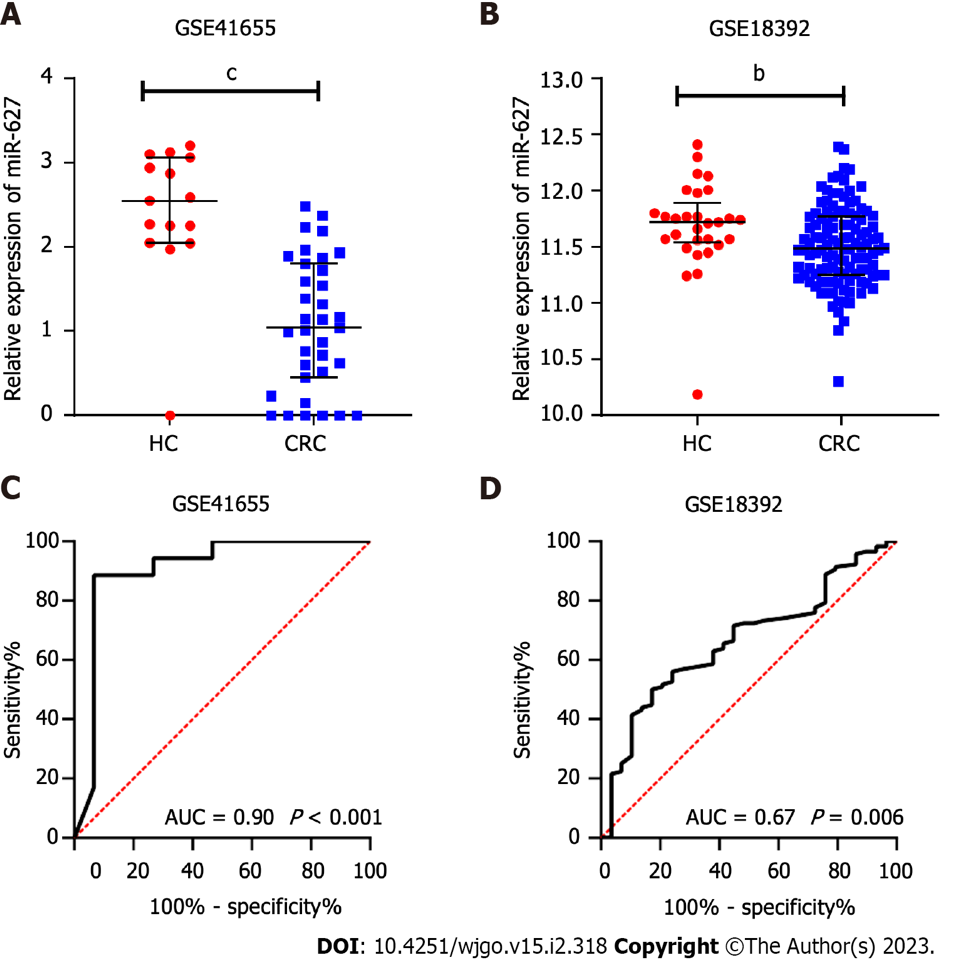 A
GSE41655
Relative expression of miR-627
4
3
2
1
0
c
HC CRC
B
GSE18392
Relative expression of miR-627
13.0
12.5
12.0
11.5
11.0
10.5
10.0
b
HC CRC
C
GSE41655
Sensitivity%
100
80
60
40
20
0
AUC = 0.90 P < 0.001
0 20 40 60 80 100
100% - specificity%
D
GSE18392
Sensitivity%
100
80
60
40
20
0
AUC = 0.67 P = 0.006
0 20 40 60 80 100
100% - specificity%
DOI: 10.4251/wjgo.v15.i2.318 Copyright ©The Author(s) 2023.